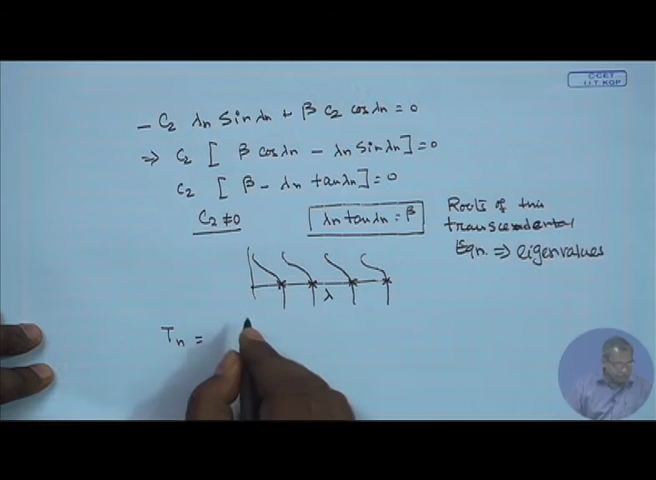 CCET
I.I.T. KGP
- C₂ λn Sin λn + β C₂ cos λn = 0
⇒ C₂ [ β cos λn - λn Sin λn ] = 0
C₂ [ β - λn tan λn ] = 0
C₂ ≠ 0
λn tan λn = β
Roots of this
transcendental
Eqn. ⇒ eigenvalues
λ
Tn =